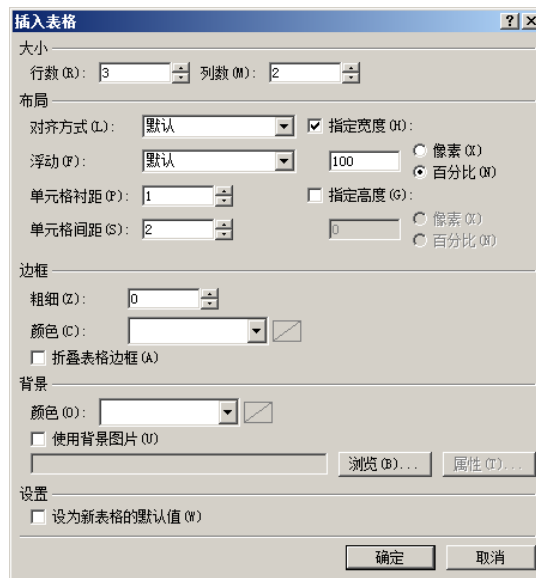 插入表格
大小
行数(R): 3 列数(M): 2
布局
对齐方式(L): 默认 指定宽度(H):
浮动(F): 默认 100 像素(X)
百分比(N)
单元格衬距(P): 1 指定高度(G):
单元格间距(S): 2 0 像素(X)
百分比(N)
边框
粗细(Z): 0
颜色(C):
折叠表格边框(A)
背景
颜色(O):
使用背景图片(U)
浏览(B)... 属性(T)...
设置
设为新表格的默认值(W)
确定 取消